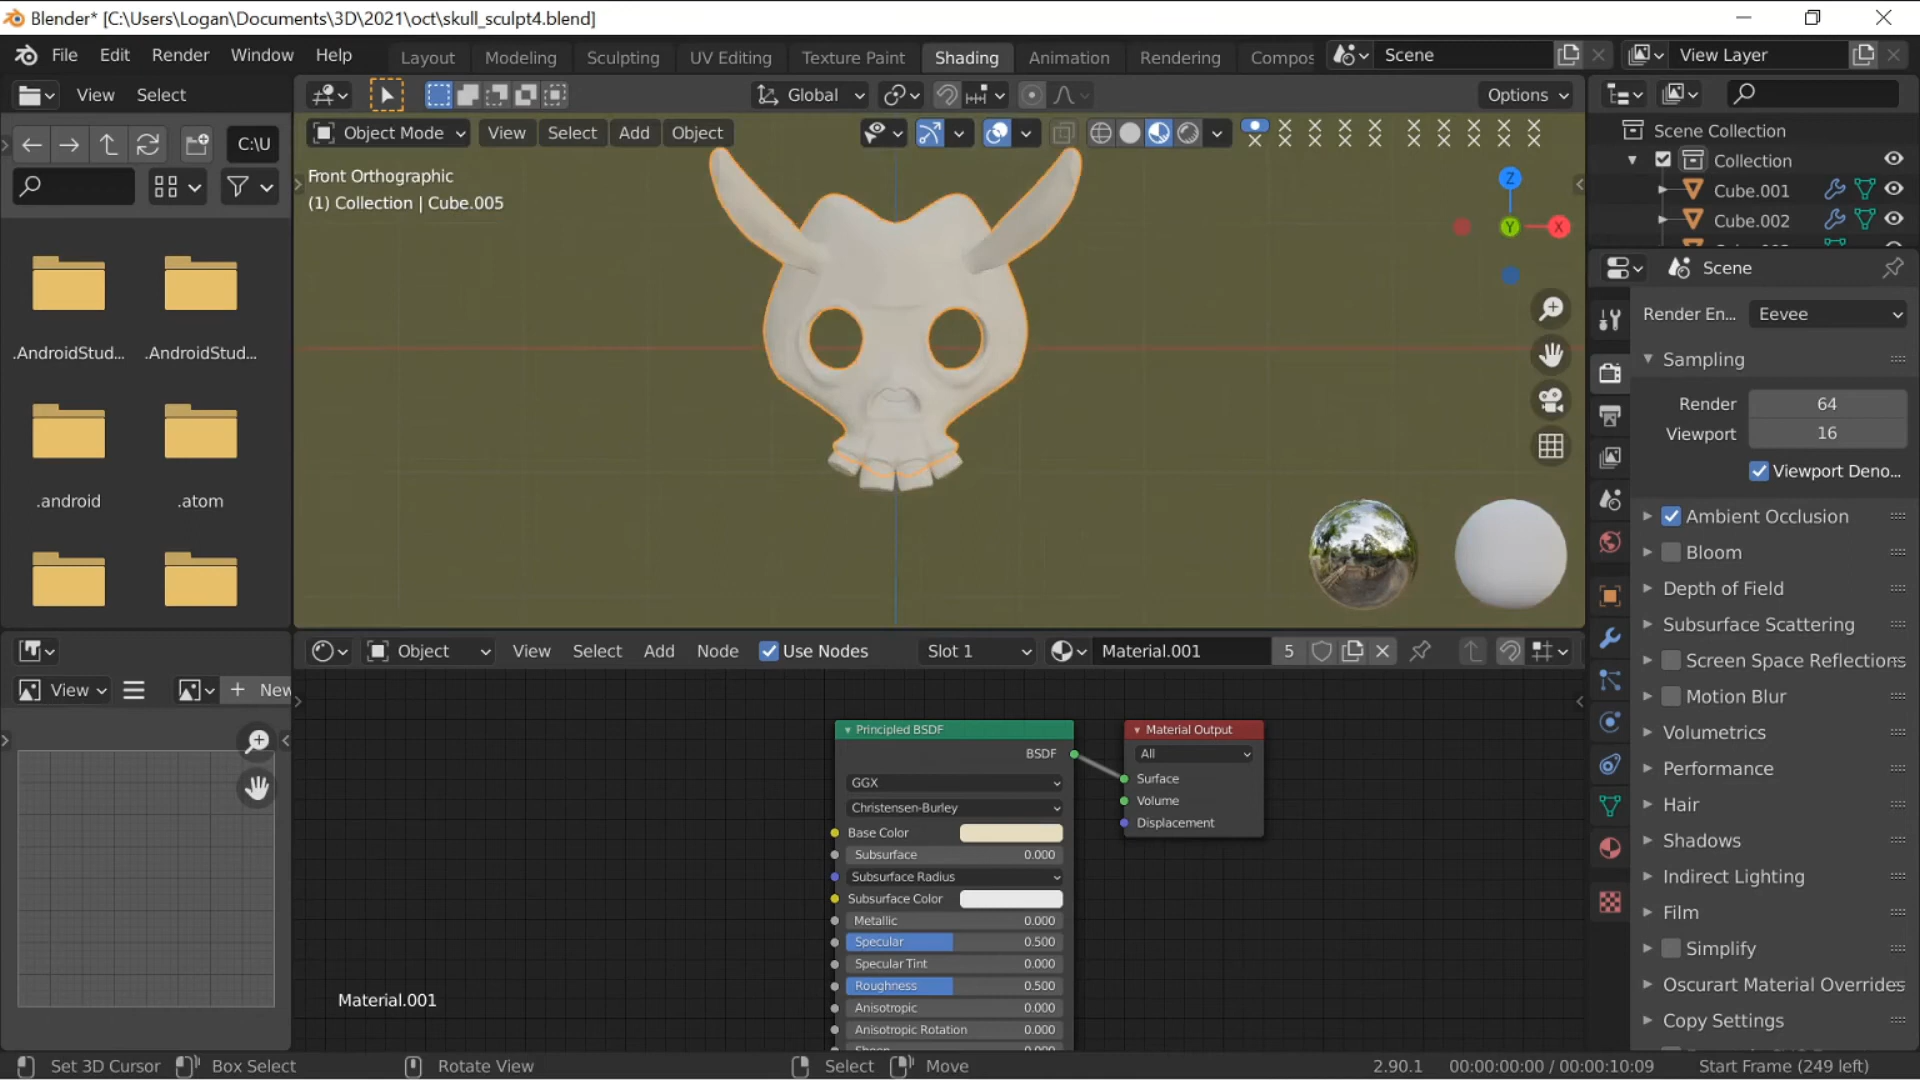 Blender* [C:\Users\Logan\Documents\3D\2021\oct\skull_sculpt4.blend]
File Edit Render Window Help Layout Modeling Sculpting UV Editing Texture Paint Shading Animation Rendering Compos Scene View Layer
View Select Global Options
C:\U Object Mode View Select Add Object
Scene Collection
Collection
Cube.001
Cube.002
Front Orthographic
(1) Collection | Cube.005
Z
Y
X
.AndroidStud... .AndroidStud...
.android .atom
Scene
Render En... Eevee
Sampling
Render 64
Viewport 16
Viewport Deno...
Ambient Occlusion
Bloom
Depth of Field
Subsurface Scattering
Screen Space Reflections
Motion Blur
Volumetrics
Performance
Hair
Shadows
Indirect Lighting
Film
Simplify
Oscurart Material Overrides
Copy Settings
View + New
Object View Select Add Node Use Nodes Slot 1 Material.001 5
Principled BSDF
BSDF
GGX
Christensen-Burley
Base Color
Subsurface 0.000
Subsurface Radius
Subsurface Color
Metallic 0.000
Specular 0.500
Specular Tint 0.000
Roughness 0.500
Anisotropic 0.000
Anisotropic Rotation 0.000
Material Output
All
Surface
Volume
Displacement
Material.001
Set 3D Cursor Box Select Rotate View Select Move 2.90.1 00:00:00:00 / 00:00:10:09 Start Frame (249 left)